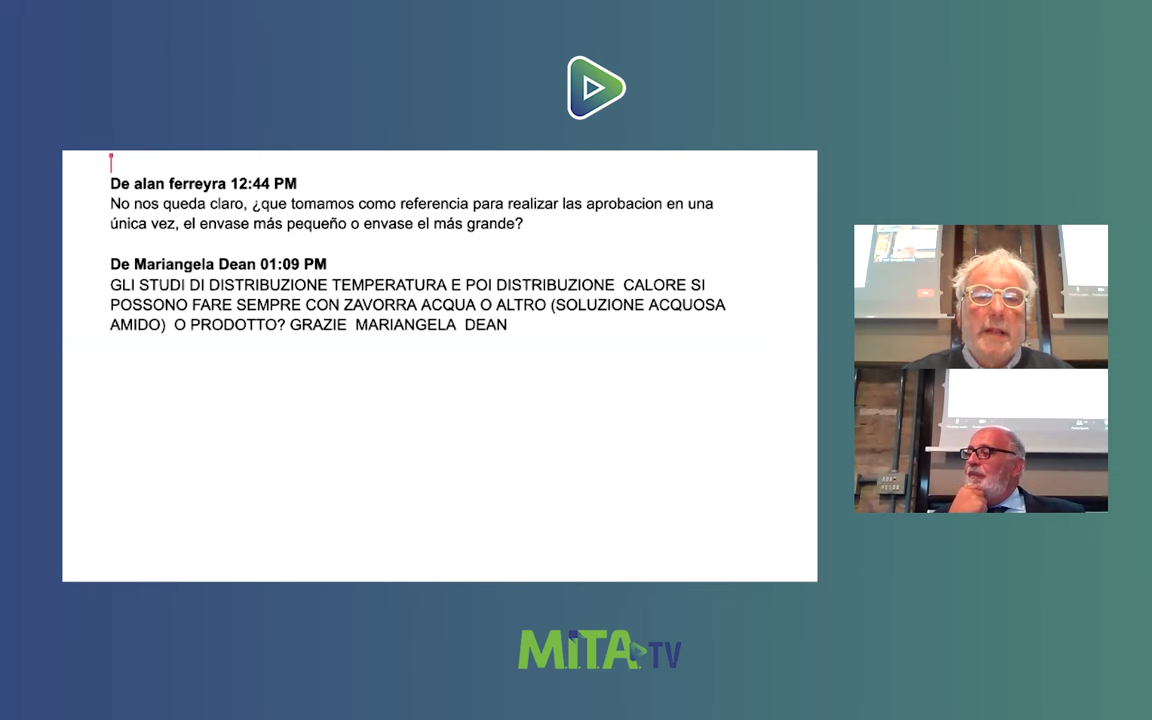 De alan ferreyra 12:44 PM
No nos queda claro, ¿que tomamos como referencia para realizar las aprobacion en una
única vez, el envase más pequeño o envase el más grande?
De Mariangela Dean 01:09 PM
GLI STUDI DI DISTRIBUZIONE TEMPERATURA E POI DISTRIBUZIONE CALORE SI
POSSONO FARE SEMPRE CON ZAVORRA ACQUA O ALTRO (SOLUZIONE ACQUOSA
AMIDO) O PRODOTTO? GRAZIE MARIANGELA DEAN
M.I.T.A. TV